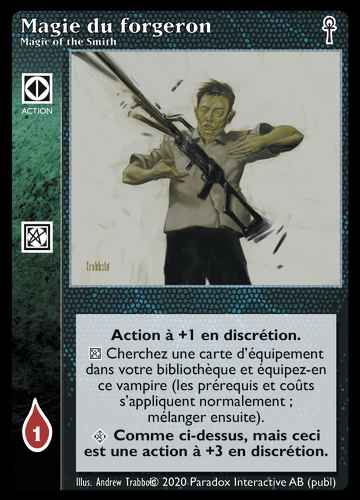 Magie du forgeron
Magic of the Smith
ACTION
Trabbold
Action à +1 en discrétion.
Cherchez une carte d'équipement
dans votre bibliothèque et équipez-en
ce vampire (les prérequis et coûts
s'appliquent normalement ;
mélanger ensuite).
Comme ci-dessus, mais ceci
est une action à +3 en discrétion.
1
Illus. Andrew Trabbold © 2020 Paradox Interactive AB (publ)